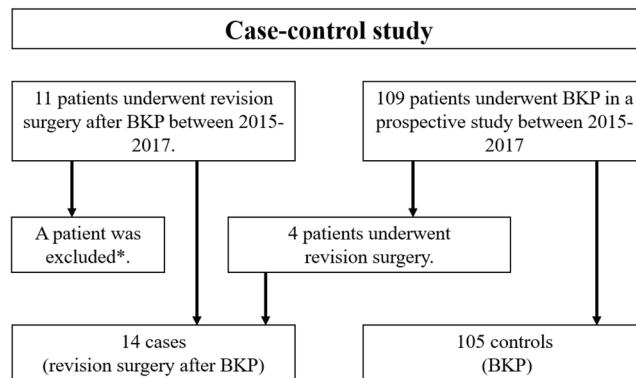 Case-control study
11 patients underwent revision
surgery after BKP between 2015-
2017.
109 patients underwent BKP in a
prospective study between 2015-
2017
A patient was
excluded*.
4 patients underwent
revision surgery.
14 cases
(revision surgery after BKP)
105 controls
(BKP)